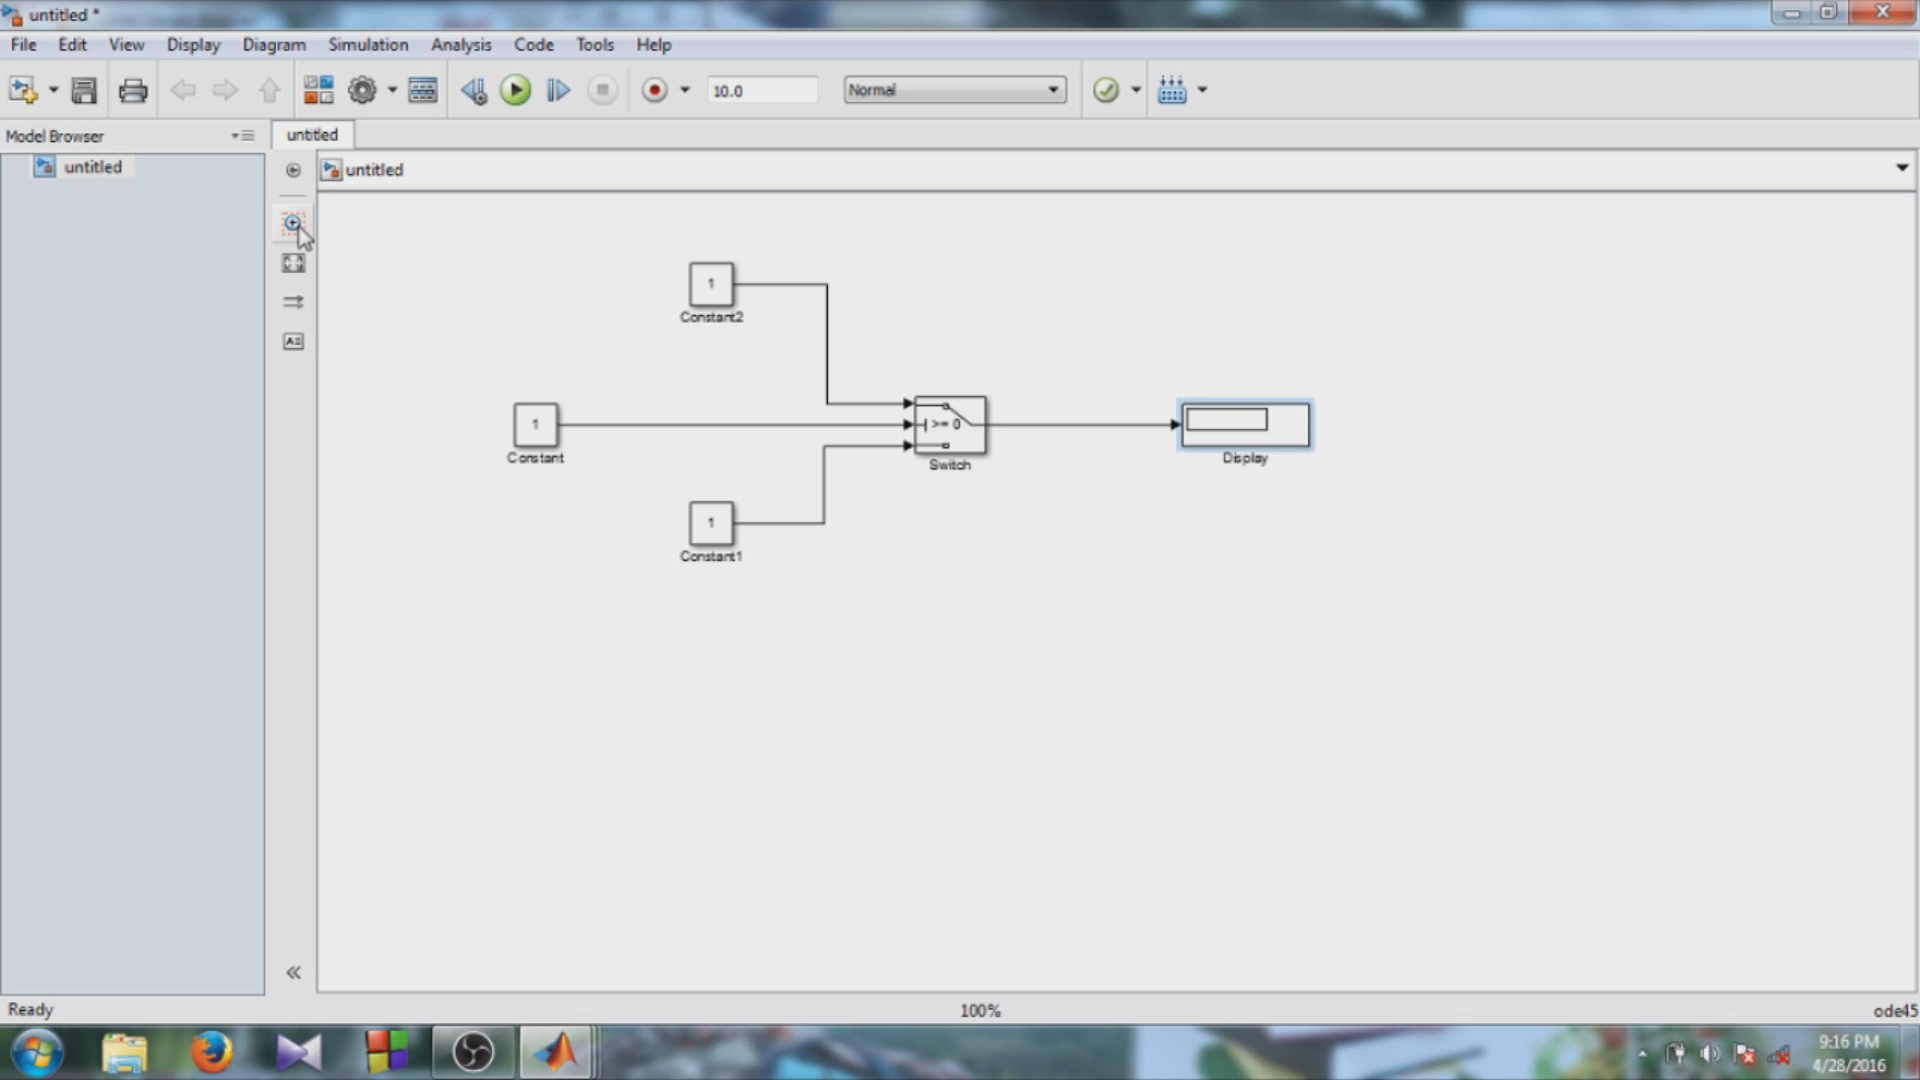 untitled *
File Edit View Display Diagram Simulation Analysis Code Tools Help
10.0 Normal
Model Browser untitled
untitled untitled
1
Constant2
1 >= 0
Constant Switch Display
1
Constant1
Ready 100% ode45
9:16 PM
4/28/2016